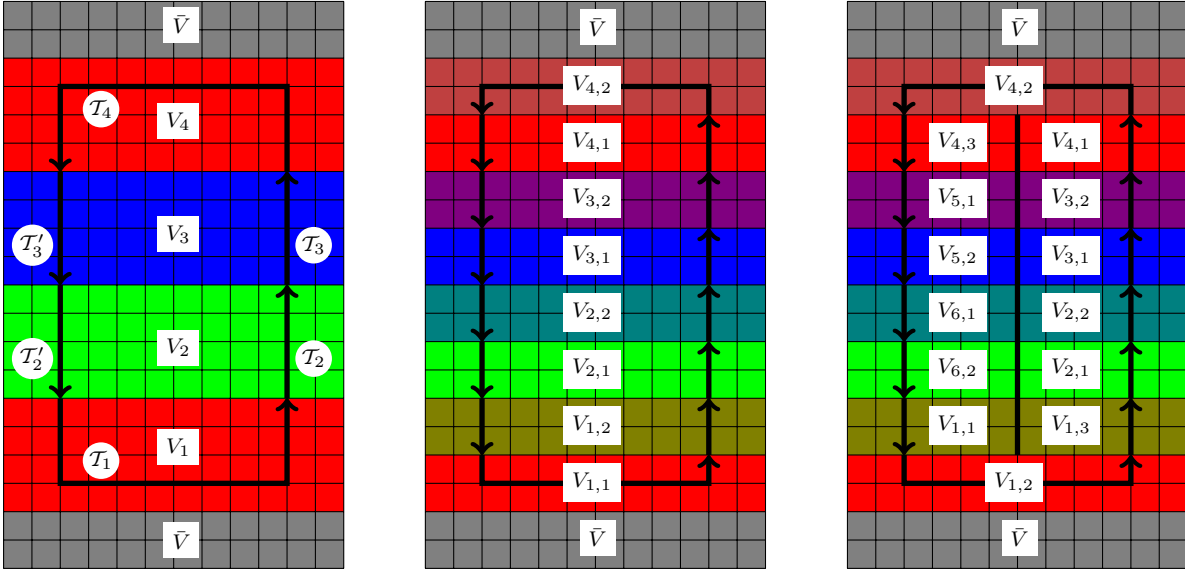 V̄
𝒯₄
V₄
V₃
𝒯₃′
𝒯₃
V₂
𝒯₂′
𝒯₂
V₁
𝒯₁
V̄
V̄
V₄,₂
V₄,₁
V₃,₂
V₃,₁
V₂,₂
V₂,₁
V₁,₂
V₁,₁
V̄
V̄
V₄,₂
V₄,₃ V₄,₁
V₅,₁ V₃,₂
V₅,₂ V₃,₁
V₆,₁ V₂,₂
V₆,₂ V₂,₁
V₁,₁ V₁,₃
V₁,₂
V̄